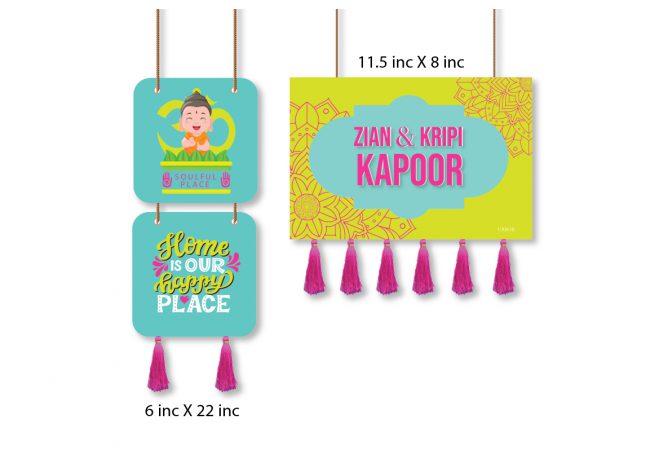 SOULFUL
PLACE
Home
IS OUR
happy
PLACE
6 inc X 22 inc
11.5 inc X 8 inc
ZIAN & KRIPI
KAPOOR